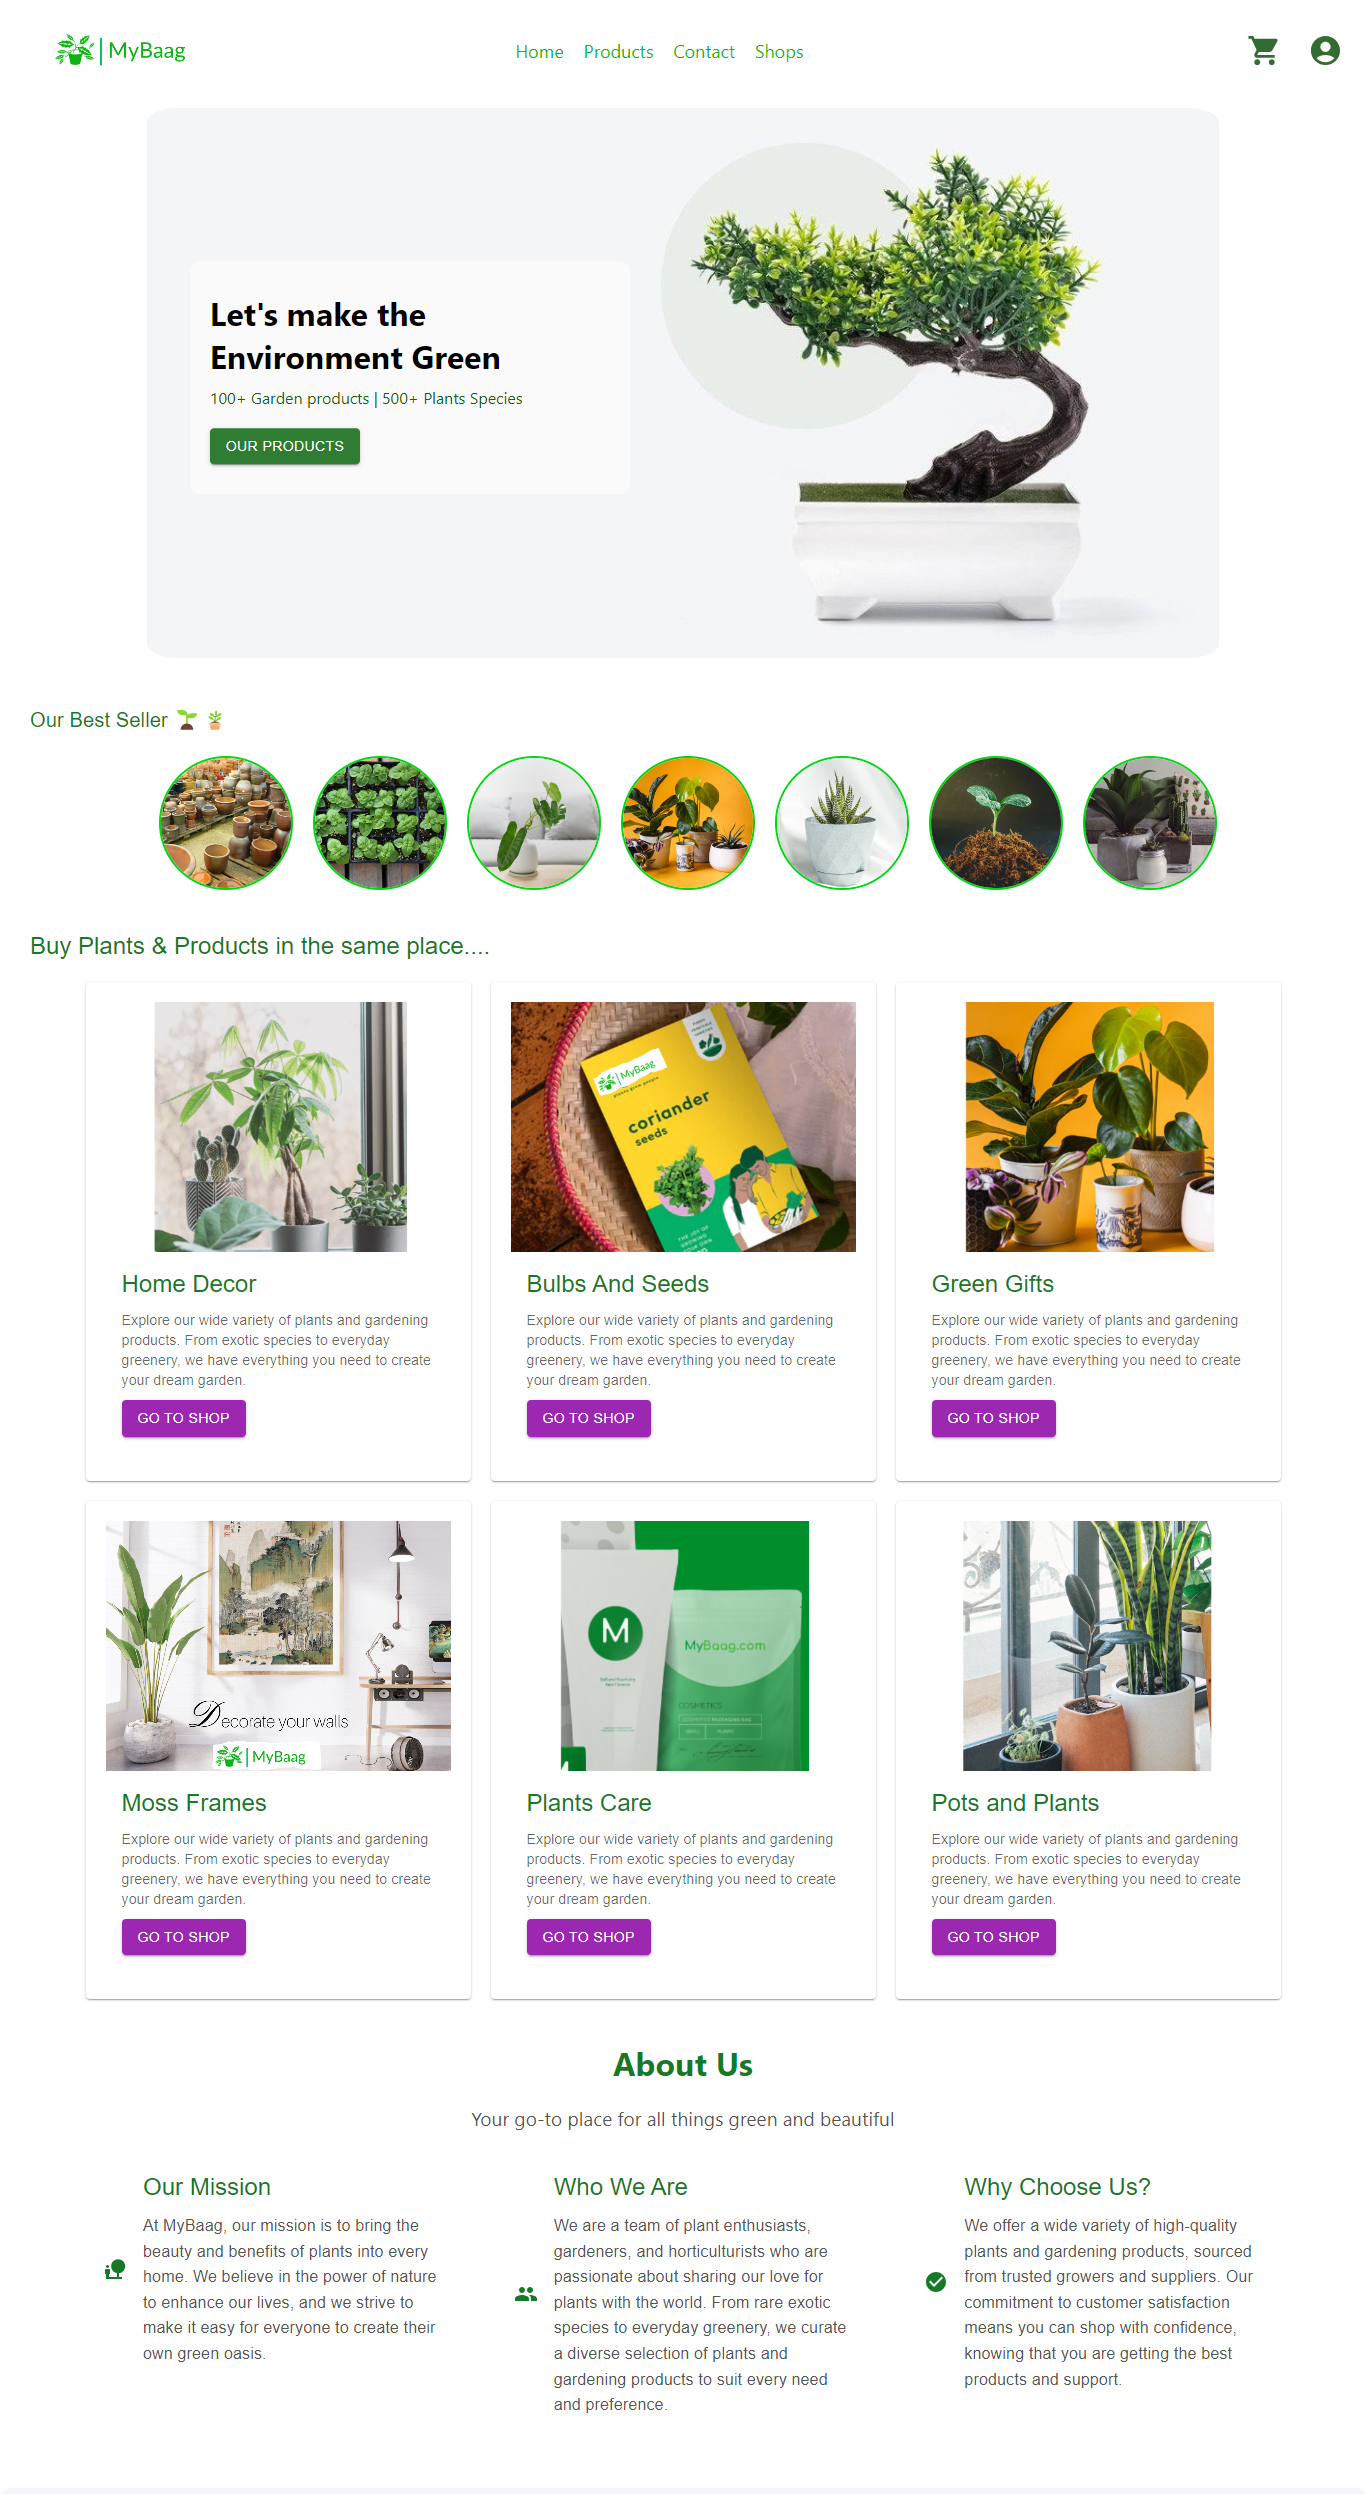 MyBaag
Home Products Contact Shops
Let's make the
Environment Green
100+ Garden products | 500+ Plants Species
OUR PRODUCTS
Our Best Seller
Buy Plants & Products in the same place....
MyBaag
coriander
seeds
THE JOY OF
GROWING
YOUR OWN
Home Decor
Explore our wide variety of plants and gardening
products. From exotic species to everyday
greenery, we have everything you need to create
your dream garden.
GO TO SHOP
Bulbs And Seeds
Explore our wide variety of plants and gardening
products. From exotic species to everyday
greenery, we have everything you need to create
your dream garden.
GO TO SHOP
Green Gifts
Explore our wide variety of plants and gardening
products. From exotic species to everyday
greenery, we have everything you need to create
your dream garden.
GO TO SHOP
Decorate your walls
MyBaag
M
MyBaag.com
COSMETICS
Moss Frames
Explore our wide variety of plants and gardening
products. From exotic species to everyday
greenery, we have everything you need to create
your dream garden.
GO TO SHOP
Plants Care
Explore our wide variety of plants and gardening
products. From exotic species to everyday
greenery, we have everything you need to create
your dream garden.
GO TO SHOP
Pots and Plants
Explore our wide variety of plants and gardening
products. From exotic species to everyday
greenery, we have everything you need to create
your dream garden.
GO TO SHOP
About Us
Your go-to place for all things green and beautiful
Our Mission
At MyBaag, our mission is to bring the
beauty and benefits of plants into every
home. We believe in the power of nature
to enhance our lives, and we strive to
make it easy for everyone to create their
own green oasis.
Who We Are
We are a team of plant enthusiasts,
gardeners, and horticulturists who are
passionate about sharing our love for
plants with the world. From rare exotic
species to everyday greenery, we curate
a diverse selection of plants and
gardening products to suit every need
and preference.
Why Choose Us?
We offer a wide variety of high-quality
plants and gardening products, sourced
from trusted growers and suppliers. Our
commitment to customer satisfaction
means you can shop with confidence,
knowing that you are getting the best
products and support.